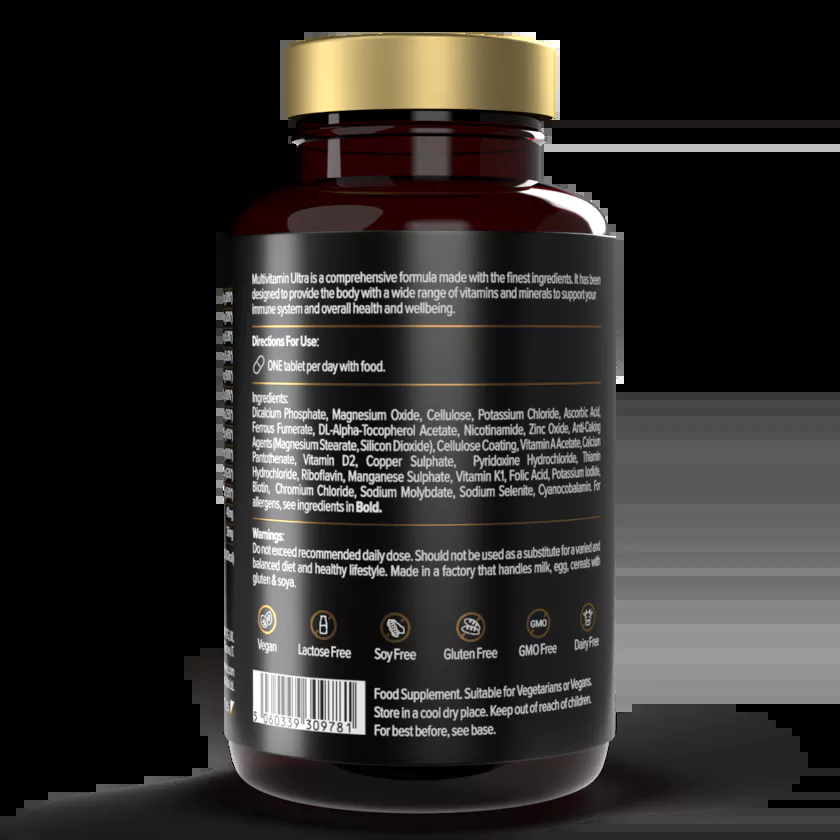 Multivitamin Ultra is a comprehensive formula made with the finest ingredients. It has been
designed to provide the body with a wide range of vitamins and minerals to support your
immune system and overall health and wellbeing.
Directions For Use:
ONE tablet per day with food.
Ingredients:
Dicalcium Phosphate, Magnesium Oxide, Cellulose, Potassium Chloride, Ascorbic Acid,
Ferrous Fumerate, DL-Alpha-Tocopherol Acetate, Nicotinamide, Zinc Oxide, Anti-Caking
Agents (Magnesium Stearate, Silicon Dioxide), Cellulose Coating, Vitamin A Acetate, Calcium
Pantothenate, Vitamin D2, Copper Sulphate, Pyridoxine Hydrochloride, Thiamin
Hydrochloride, Riboflavin, Manganese Sulphate, Vitamin K1, Folic Acid, Potassium Iodide,
Biotin, Chromium Chloride, Sodium Molybdate, Sodium Selenite, Cyanocobalamin. For
allergens, see ingredients in Bold.
Warnings:
Do not exceed recommended daily dose. Should not be used as a substitute for a varied and
balanced diet and healthy lifestyle. Made in a factory that handles milk, egg, cereals with
gluten & soya.
Vegan
Lactose Free
Soy Free
Gluten Free
GMO
GMO Free
Dairy Free
5 060339 309781
Food Supplement. Suitable for Vegetarians or Vegans.
Store in a cool dry place. Keep out of reach of children.
For best before, see base.